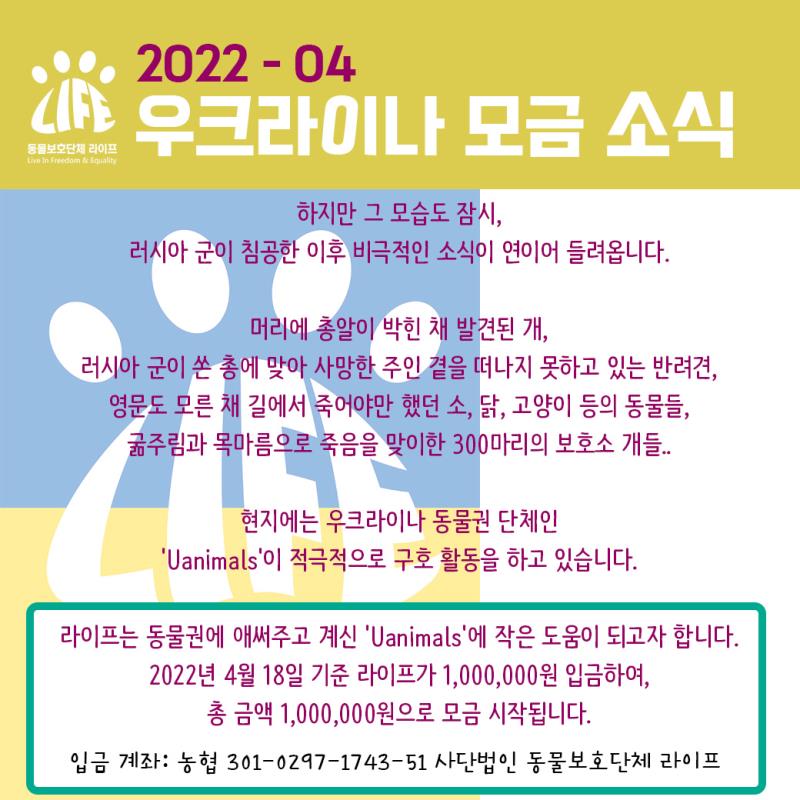 2022 - 04
LIFE
우크라이나 모금 소식
동물보호단체 라이프
Live In Freedom & Equality
하지만 그 모습도 잠시,
러시아 군이 침공한 이후 비극적인 소식이 연이어 들려옵니다.
머리에 총알이 박힌 채 발견된 개,
러시아 군이 쏜 총에 맞아 사망한 주인 곁을 떠나지 못하고 있는 반려견,
영문도 모른 채 길에서 죽어야만 했던 소, 닭, 고양이 등의 동물들,
굶주림과 목마름으로 죽음을 맞이한 300마리의 보호소 개들..
LIFE
현지에는 우크라이나 동물권 단체인
'Uanimals'이 적극적으로 구호 활동을 하고 있습니다.
라이프는 동물권에 애써주고 계신 'Uanimals'에 작은 도움이 되고자 합니다.
2022년 4월 18일 기준 라이프가 1,000,000원 입금하여,
총 금액 1,000,000원으로 모금 시작됩니다.
입금 계좌: 농협 301-0297-1743-51 사단법인 동물보호단체 라이프